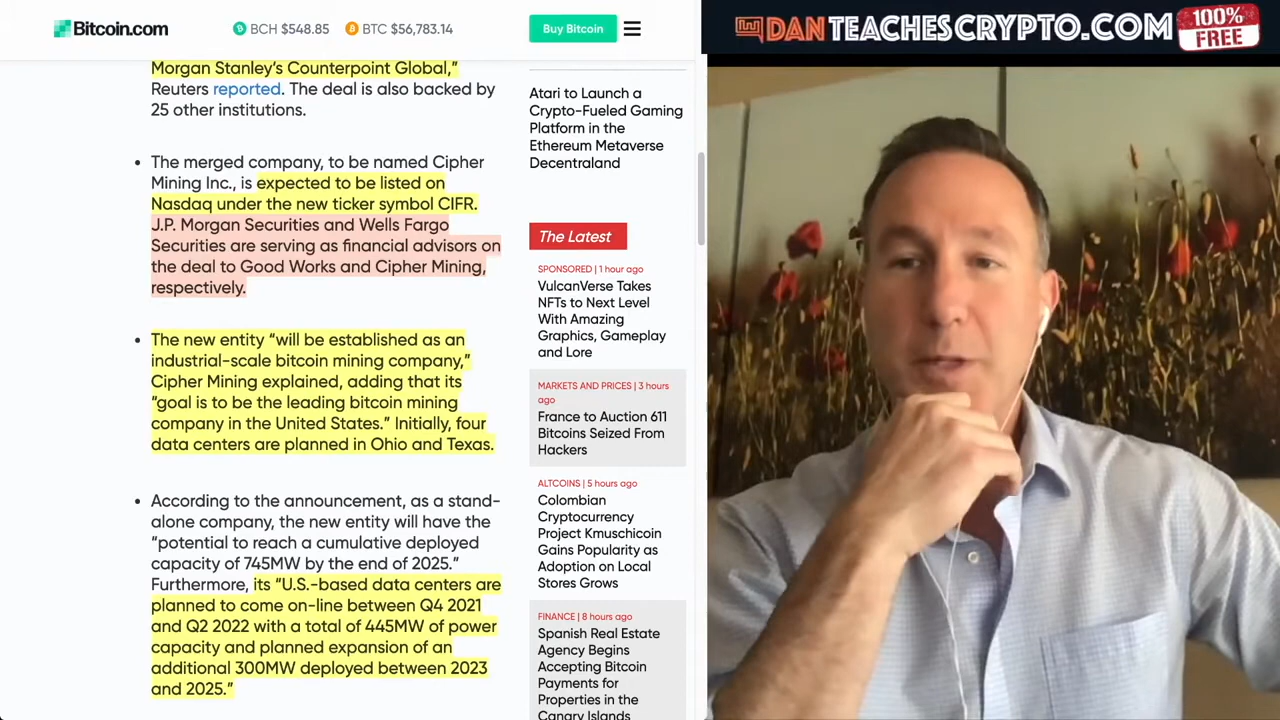 Bitcoin.com
BCH $548.85
BTC $56,783.14
Buy Bitcoin
Morgan Stanley's Counterpoint Global,"
Reuters reported. The deal is also backed by
25 other institutions.
• The merged company, to be named Cipher
Mining Inc., is expected to be listed on
Nasdaq under the new ticker symbol CIFR.
J.P. Morgan Securities and Wells Fargo
Securities are serving as financial advisors on
the deal to Good Works and Cipher Mining,
respectively.
• The new entity “will be established as an
industrial-scale bitcoin mining company,”
Cipher Mining explained, adding that its
“goal is to be the leading bitcoin mining
company in the United States.” Initially, four
data centers are planned in Ohio and Texas.
• According to the announcement, as a stand-
alone company, the new entity will have the
“potential to reach a cumulative deployed
capacity of 745MW by the end of 2025.”
Furthermore, its “U.S.-based data centers are
planned to come on-line between Q4 2021
and Q2 2022 with a total of 445MW of power
capacity and planned expansion of an
additional 300MW deployed between 2023
and 2025.”
Atari to Launch a
Crypto-Fueled Gaming
Platform in the
Ethereum Metaverse
Decentraland
The Latest
SPONSORED | 1 hour ago
VulcanVerse Takes
NFTs to Next Level
With Amazing
Graphics, Gameplay
and Lore
MARKETS AND PRICES | 3 hours
ago
France to Auction 611
Bitcoins Seized From
Hackers
ALTCOINS | 5 hours ago
Colombian
Cryptocurrency
Project Kmuschicoin
Gains Popularity as
Adoption on Local
Stores Grows
FINANCE | 8 hours ago
Spanish Real Estate
Agency Begins
Accepting Bitcoin
Payments for
Properties in the
Canary Islands
DANTEACHESCRYPTO.COM
100%
FREE